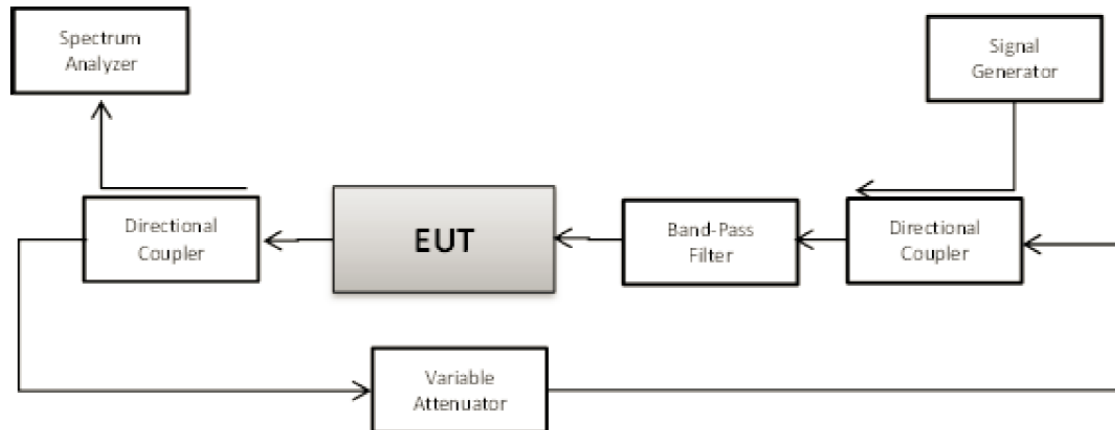 Spectrum
Analyzer
Signal
Generator
Directional
Coupler
EUT
Band-Pass
Filter
Directional
Coupler
Variable
Attenuator